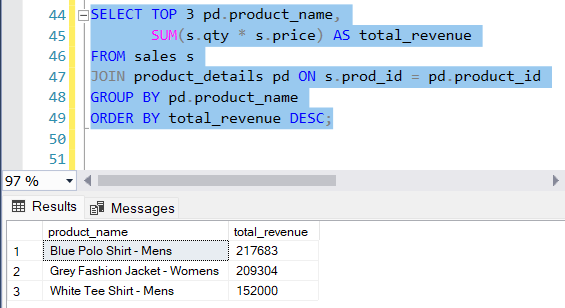 44 SELECT TOP 3 pd.product_name,
45 SUM(s.qty * s.price) AS total_revenue
46 FROM sales s
47 JOIN product_details pd ON s.prod_id = pd.product_id
48 GROUP BY pd.product_name
49 ORDER BY total_revenue DESC;
50
51
97 %
Results Messages
product_name total_revenue
1 Blue Polo Shirt - Mens 217683
2 Grey Fashion Jacket - Womens 209304
3 White Tee Shirt - Mens 152000